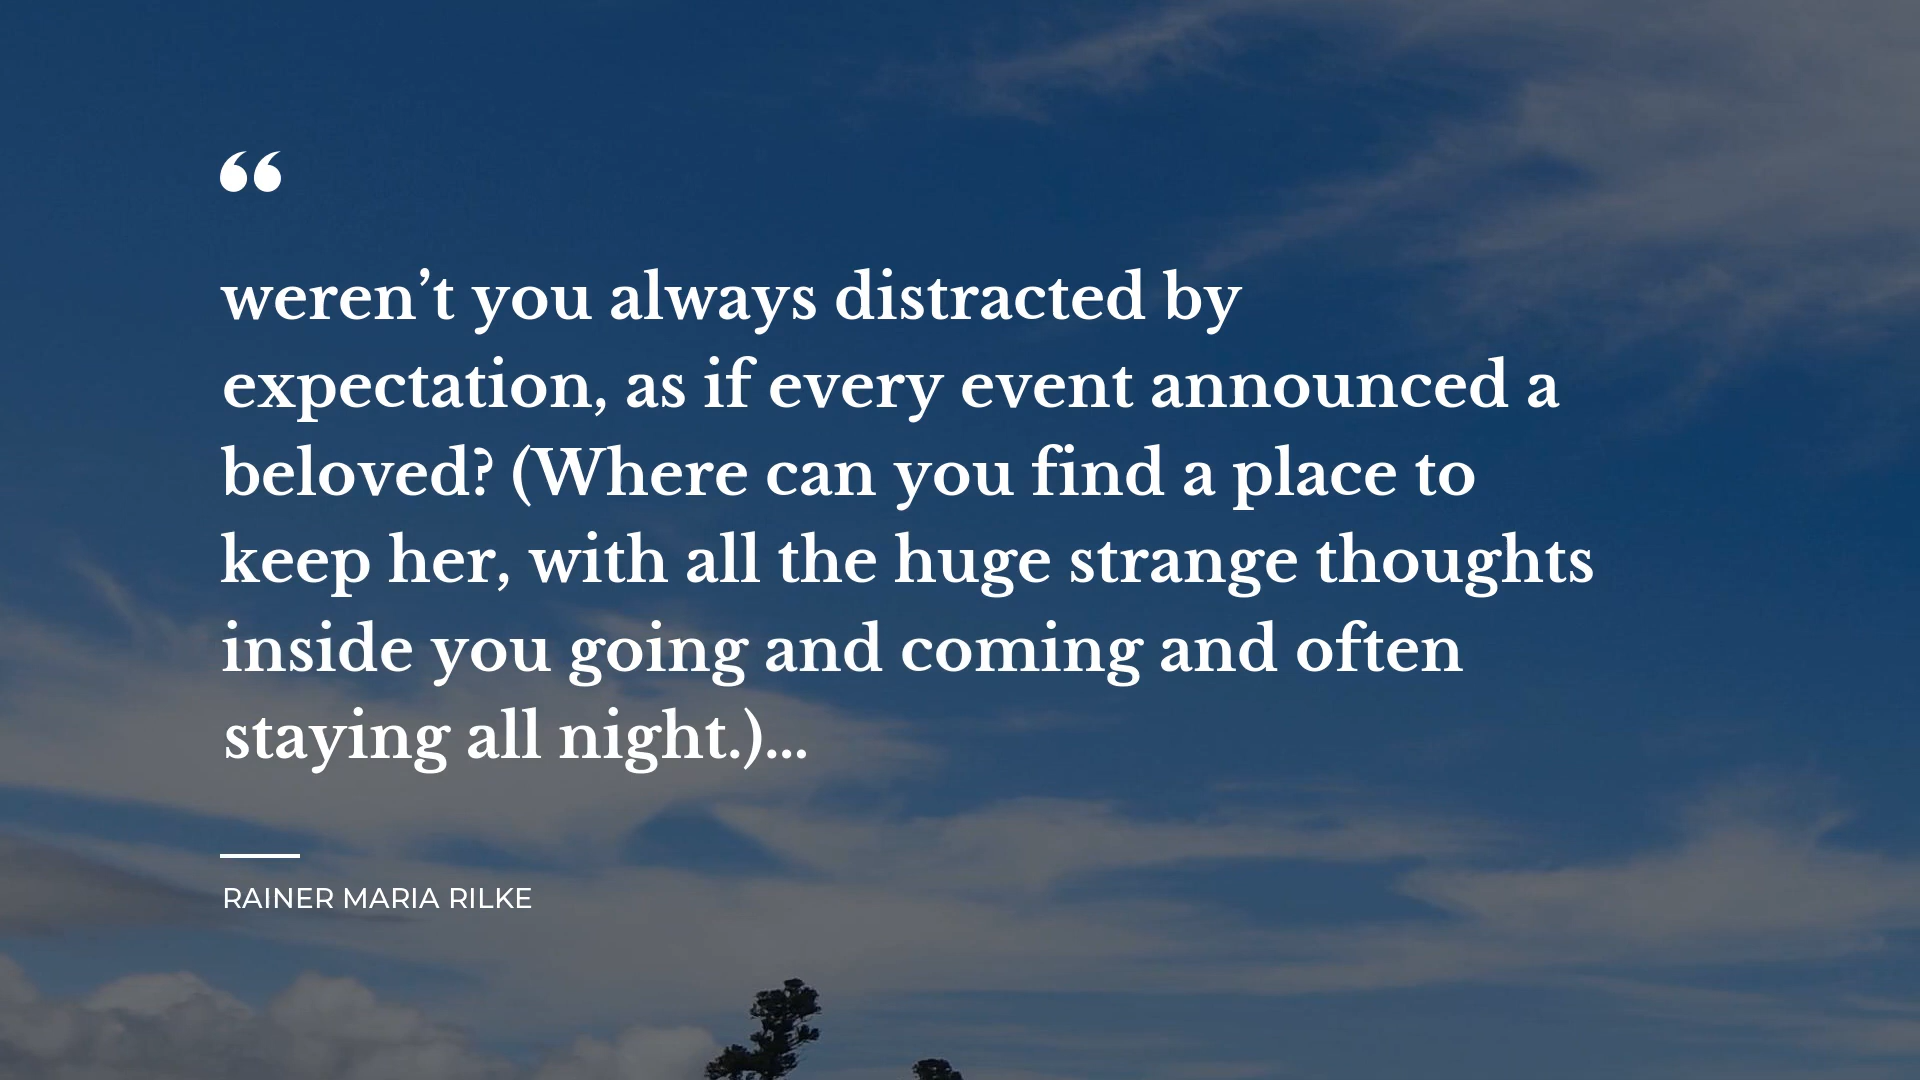 “
weren’t you always distracted by
expectation, as if every event announced a
beloved? (Where can you find a place to
keep her, with all the huge strange thoughts
inside you going and coming and often
staying all night.)...
RAINER MARIA RILKE